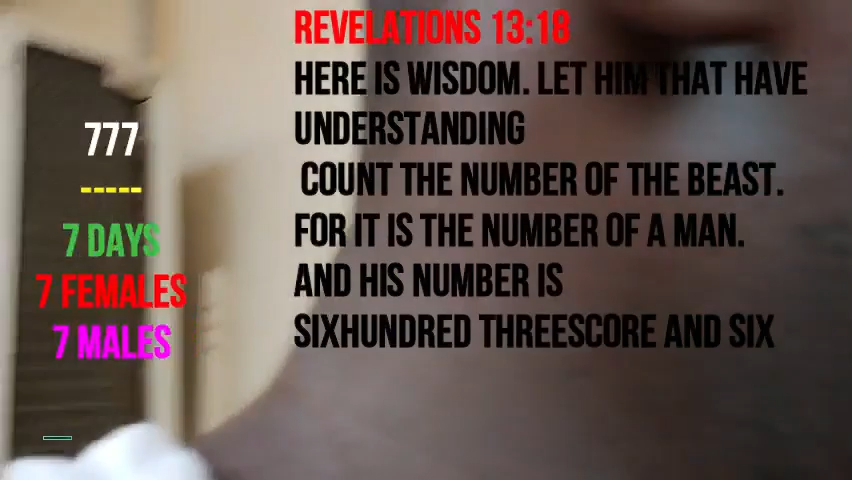 777
-----
7 DAYS
7 FEMALES
7 MALES
REVELATIONS 13:18
HERE IS WISDOM. LET HIM THAT HAVE
UNDERSTANDING
COUNT THE NUMBER OF THE BEAST.
FOR IT IS THE NUMBER OF A MAN.
AND HIS NUMBER IS
SIXHUNDRED THREESCORE AND SIX